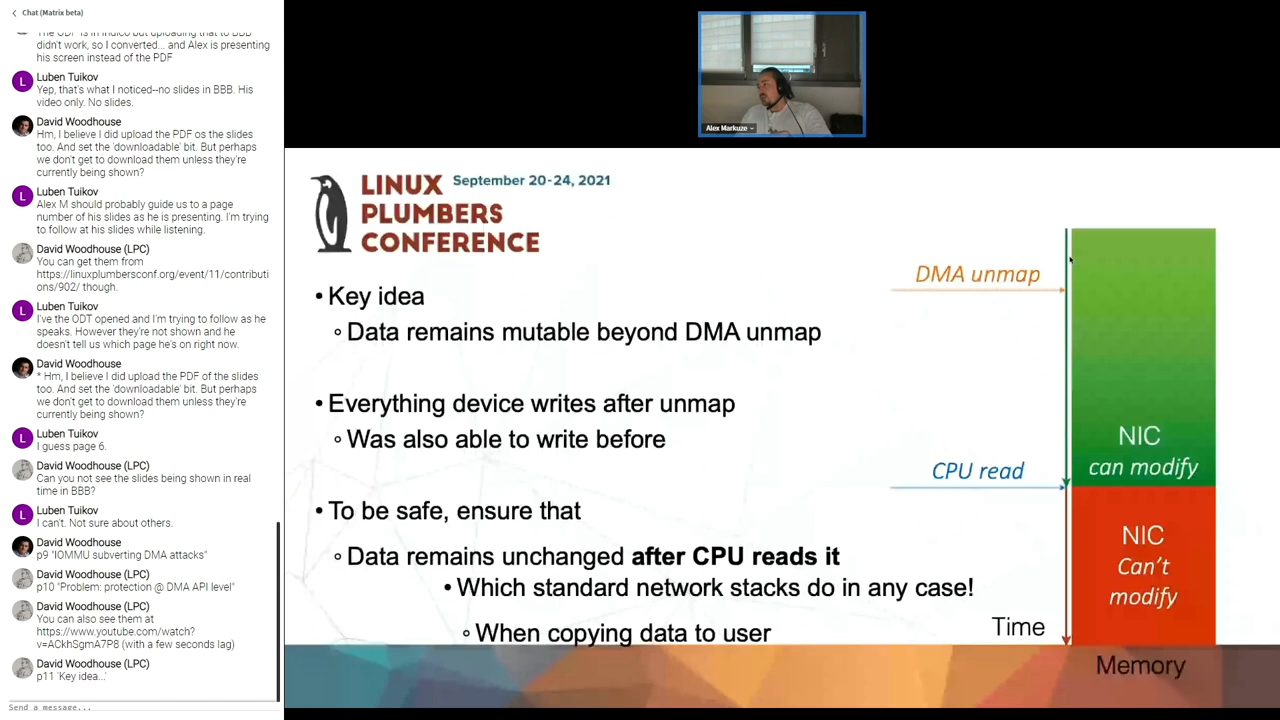 Chat (Matrix beta)
The ODF is in Indico but uploading that to BBB
didn't work, so I converted... and Alex is presenting
his screen instead of the PDF
L
Luben Tuikov
Yep, that's what I noticed--no slides in BBB. His
video only. No slides.
David Woodhouse
Hm, I believe I did upload the PDF os the slides
too. And set the 'downloadable' bit. But perhaps
we don't get to download them unless they're
currently being shown?
L
Luben Tuikov
Alex M should probably guide us to a page
number of his slides as he is presenting. I'm trying
to follow at his slides while listening.
David Woodhouse (LPC)
You can get them from
https://linuxplumbersconf.org/event/11/contributi
ons/902/ though.
L
Luben Tuikov
I've the ODT opened and I'm trying to follow as he
speaks. However they're not shown and he
doesn't tell us which page he's on right now.
David Woodhouse
* Hm, I believe I did upload the PDF of the slides
too. And set the 'downloadable' bit. But perhaps
we don't get to download them unless they're
currently being shown?
L
Luben Tuikov
I guess page 6.
David Woodhouse (LPC)
Can you not see the slides being shown in real
time in BBB?
L
Luben Tuikov
I can't. Not sure about others.
David Woodhouse
p9 "IOMMU subverting DMA attacks"
David Woodhouse (LPC)
p10 "Problem: protection @ DMA API level"
David Woodhouse (LPC)
You can also see them at
https://www.youtube.com/watch?
v=ACkhSgmA7P8 (with a few seconds lag)
David Woodhouse (LPC)
p11 'Key idea...'
Send a message...
Alex Markuze
LINUX September 20-24, 2021
PLUMBERS
CONFERENCE
• Key idea
◦ Data remains mutable beyond DMA unmap
• Everything device writes after unmap
◦ Was also able to write before
• To be safe, ensure that
◦ Data remains unchanged after CPU reads it
• Which standard network stacks do in any case!
◦ When copying data to user
DMA unmap
NIC
can modify
CPU read
NIC
Can't
modify
Time
Memory